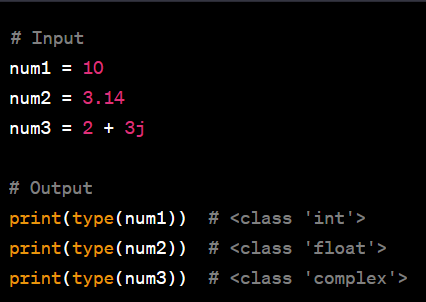 # Input
num1 = 10
num2 = 3.14
num3 = 2 + 3j
# Output
print(type(num1))  # <class 'int'>
print(type(num2))  # <class 'float'>
print(type(num3))  # <class 'complex'>